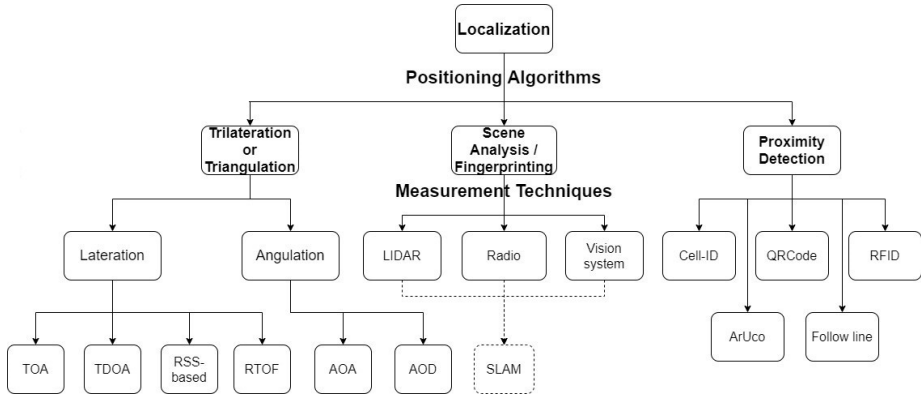 Localization
Positioning Algorithms
Trilateration
or
Triangulation
Scene
Analysis /
Fingerprinting
Proximity
Detection
Measurement Techniques
Lateration
Angulation
LIDAR
Radio
Vision
system
Cell-ID
QRCode
RFID
ArUco
Follow line
TOA
TDOA
RSS-
based
RTOF
AOA
AOD
SLAM